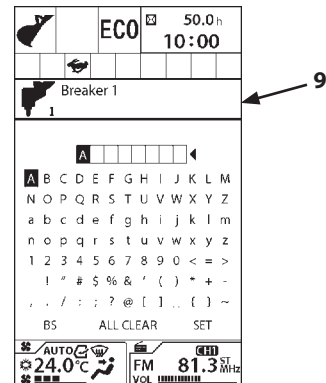 ECO 50.0 h
10:00
9
Breaker 1
1
A
A B C D E F G H I J K L M
N O P Q R S T U V W X Y Z
a b c d e f g h i j k l m
n o p q r s t u v w x y z
1 2 3 4 5 6 7 8 9 0 < = >
! " # $ % & ' ( ) * + -
, . / : ; ? @ [ ] _ { } ~
BS ALL CLEAR SET
AUTO CH1
24.0°C FM 81.3 ST. MHz
VOL